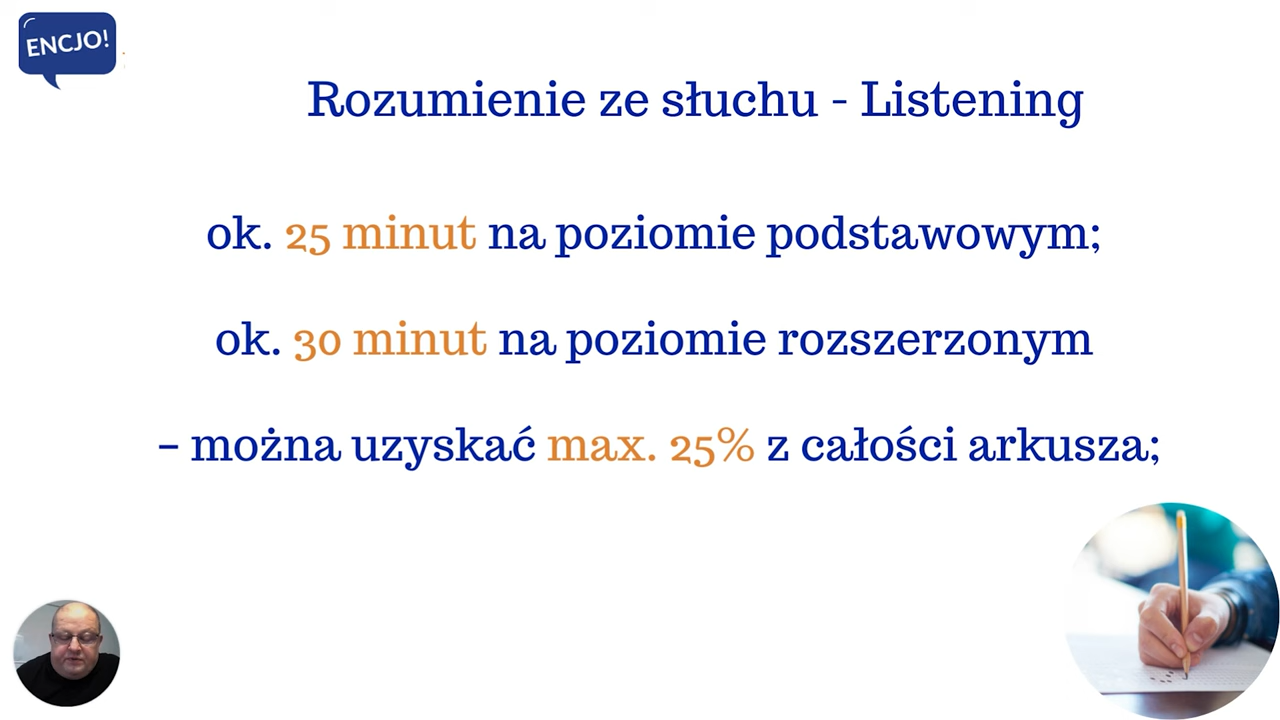 ENCJO!
Rozumienie ze słuchu - Listening
ok. 25 minut na poziomie podstawowym;
ok. 30 minut na poziomie rozszerzonym
– można uzyskać max. 25% z całości arkusza;